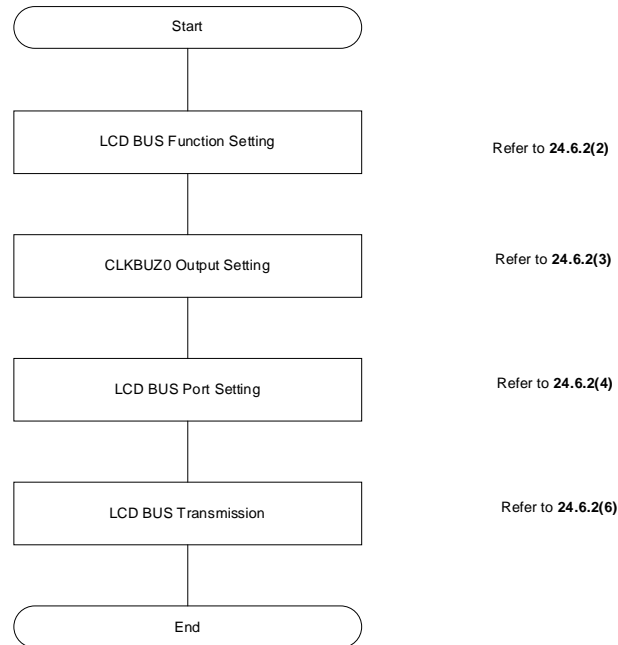 Start
LCD BUS Function Setting
Refer to 24.6.2(2)
CLKBUZ0 Output Setting
Refer to 24.6.2(3)
LCD BUS Port Setting
Refer to 24.6.2(4)
LCD BUS Transmission
Refer to 24.6.2(6)
End